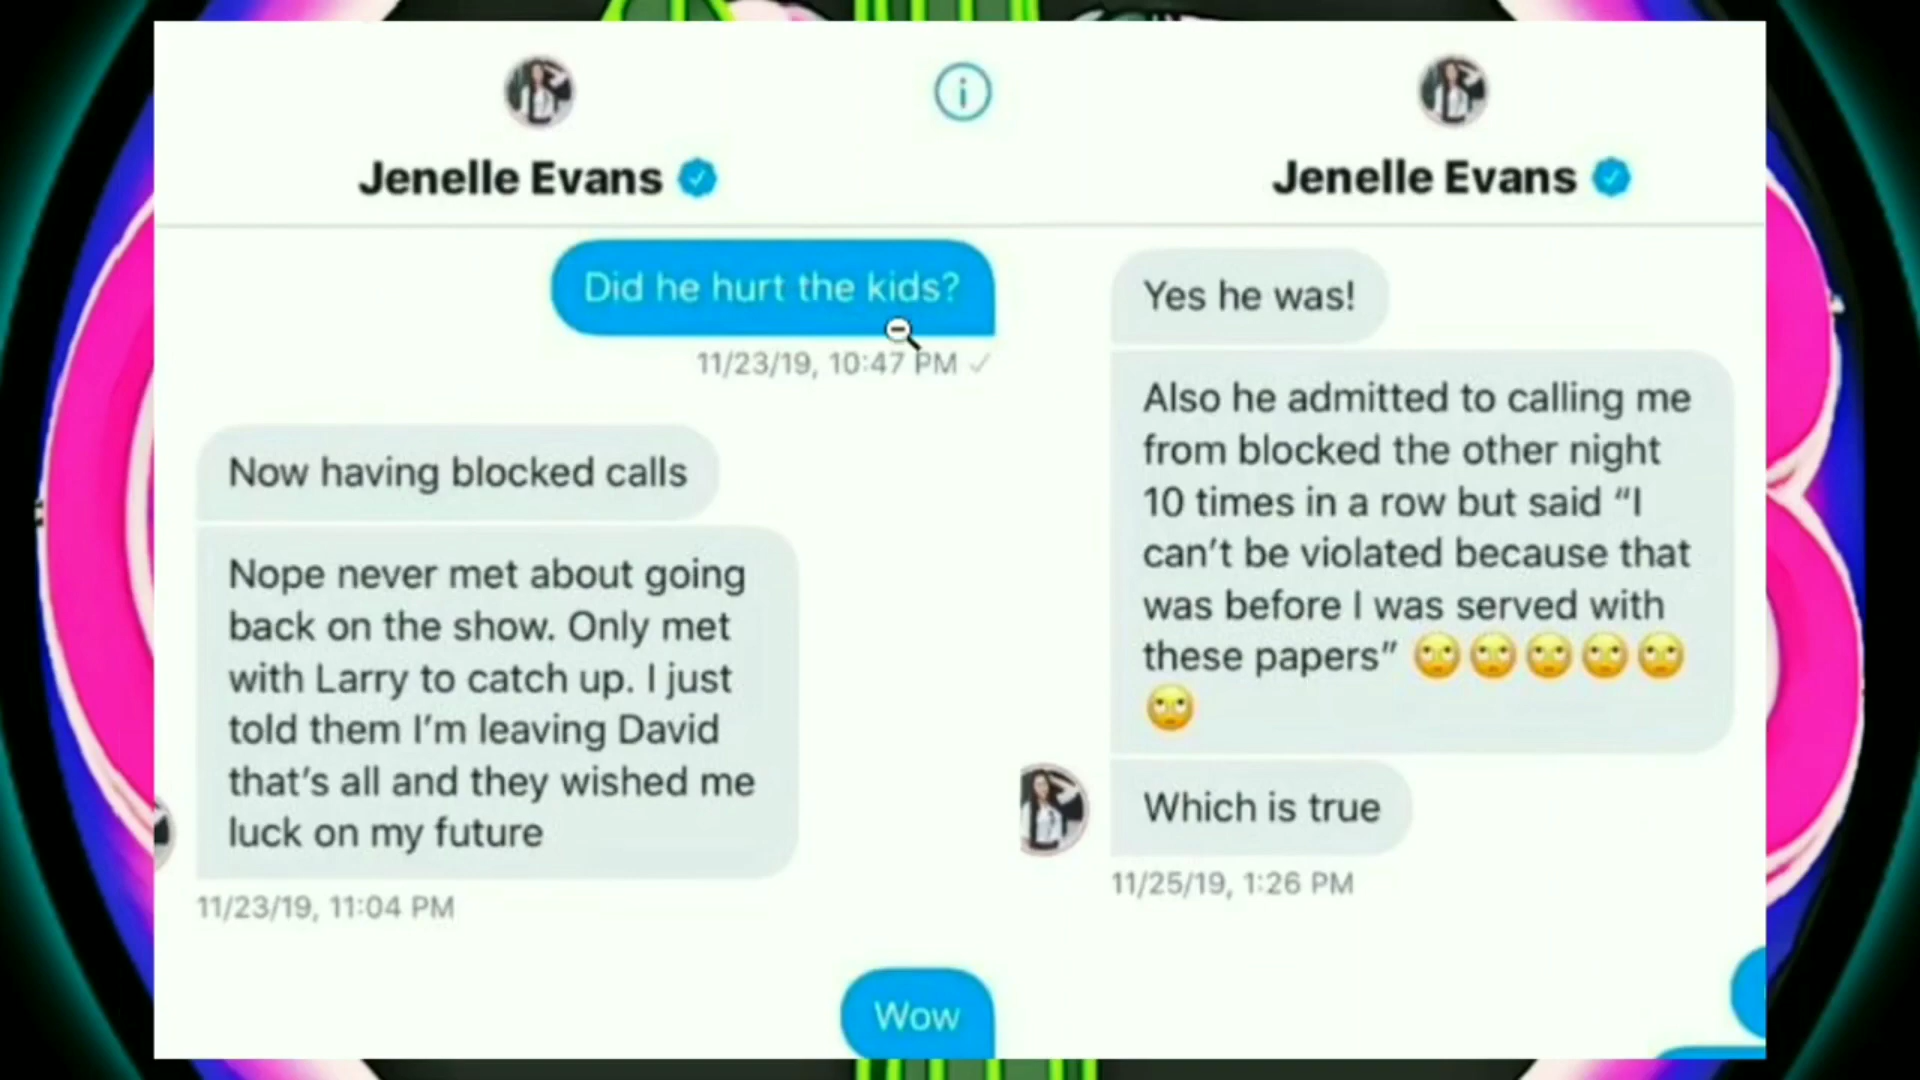 Jenelle Evans
Did he hurt the kids?
11/23/19, 10:47 PM ✓
Now having blocked calls
Nope never met about going
back on the show. Only met
with Larry to catch up. I just
told them I'm leaving David
that's all and they wished me
luck on my future
11/23/19, 11:04 PM
Wow
Jenelle Evans
Yes he was!
Also he admitted to calling me
from blocked the other night
10 times in a row but said “I
can't be violated because that
was before I was served with
these papers” 🙄🙄🙄🙄🙄
🙄
Which is true
11/25/19, 1:26 PM